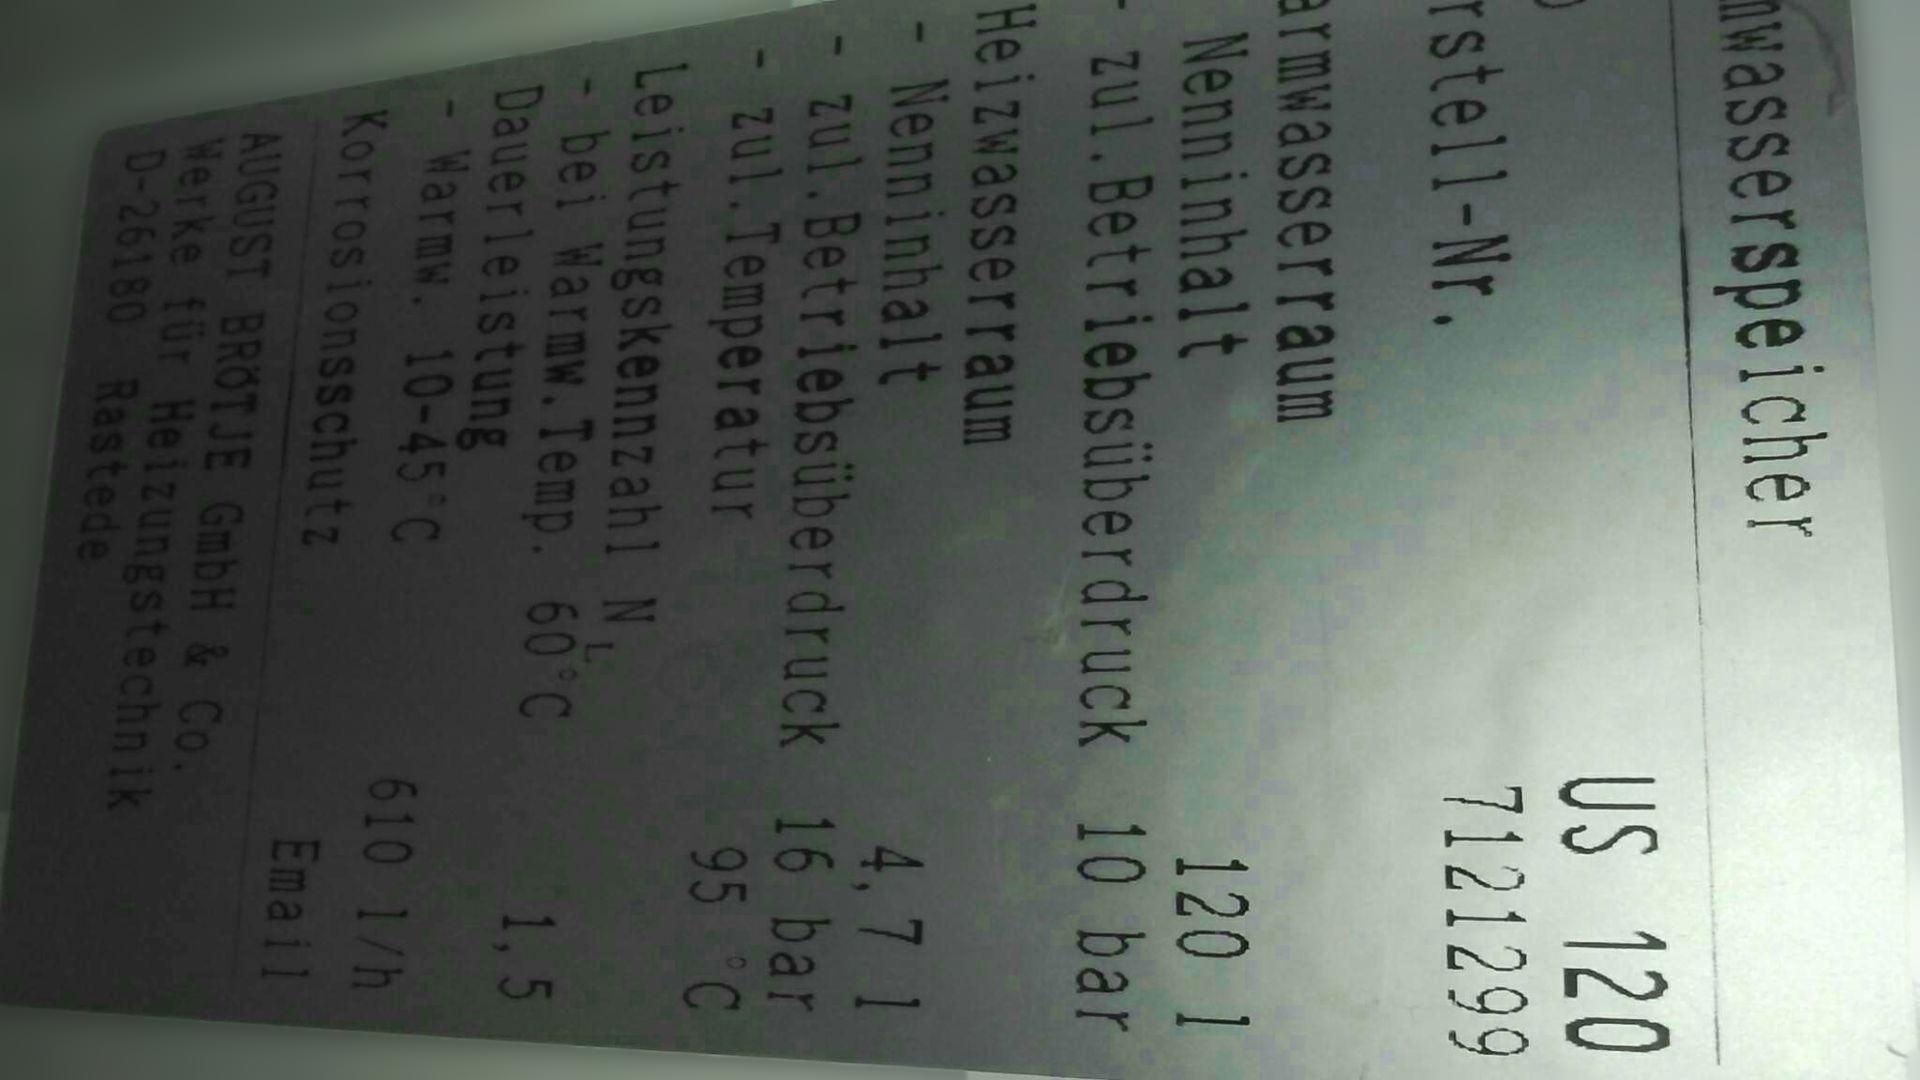 mwasserspeicher
US 120
rstell-Nr. 7121299
armwasserraum
Nenninhalt 120 l
- zul.Betriebsüberdruck 10 bar
Heizwasserraum
- Nenninhalt 4,7 l
- zul.Betriebsüberdruck 16 bar
- zul.Temperatur 95 °C
Leistungskennzahl NL
- bei Warmw.Temp. 60°C 1,5
Dauerleistung
- Warmw. 10-45°C 610 l/h
Korrosionsschutz Email
AUGUST BRÖTJE GmbH & Co.
Werke für Heizungstechnik
D-26180 Rastede